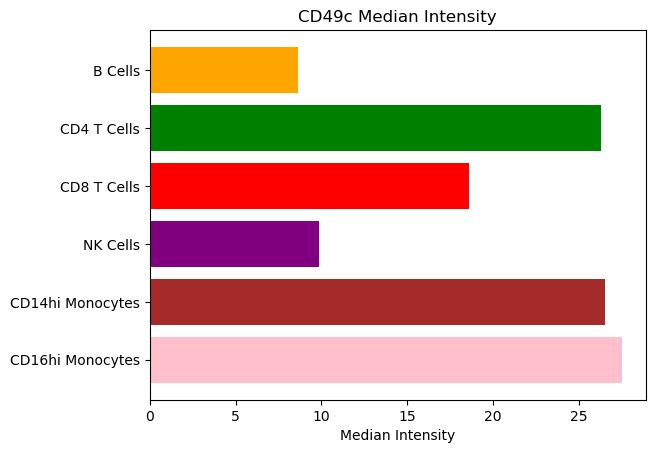 CD49c Median Intensity
B Cells
CD4 T Cells
CD8 T Cells
NK Cells
CD14hi Monocytes
CD16hi Monocytes
0 5 10 15 20 25
Median Intensity